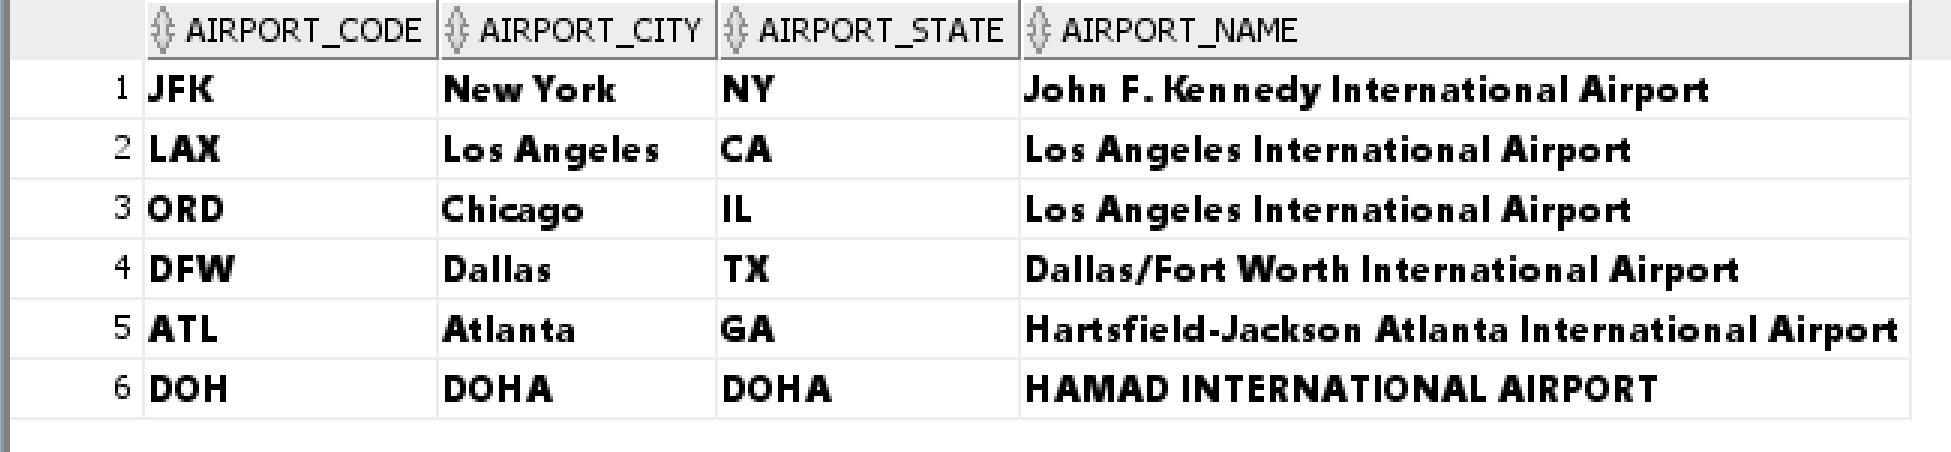 AIRPORT_CODE AIRPORT_CITY AIRPORT_STATE AIRPORT_NAME
1 JFK New York NY John F. Kennedy International Airport
2 LAX Los Angeles CA Los Angeles International Airport
3 ORD Chicago IL Los Angeles International Airport
4 DFW Dallas TX Dallas/Fort Worth International Airport
5 ATL Atlanta GA Hartsfield-Jackson Atlanta International Airport
6 DOH DOHA DOHA HAMAD INTERNATIONAL AIRPORT